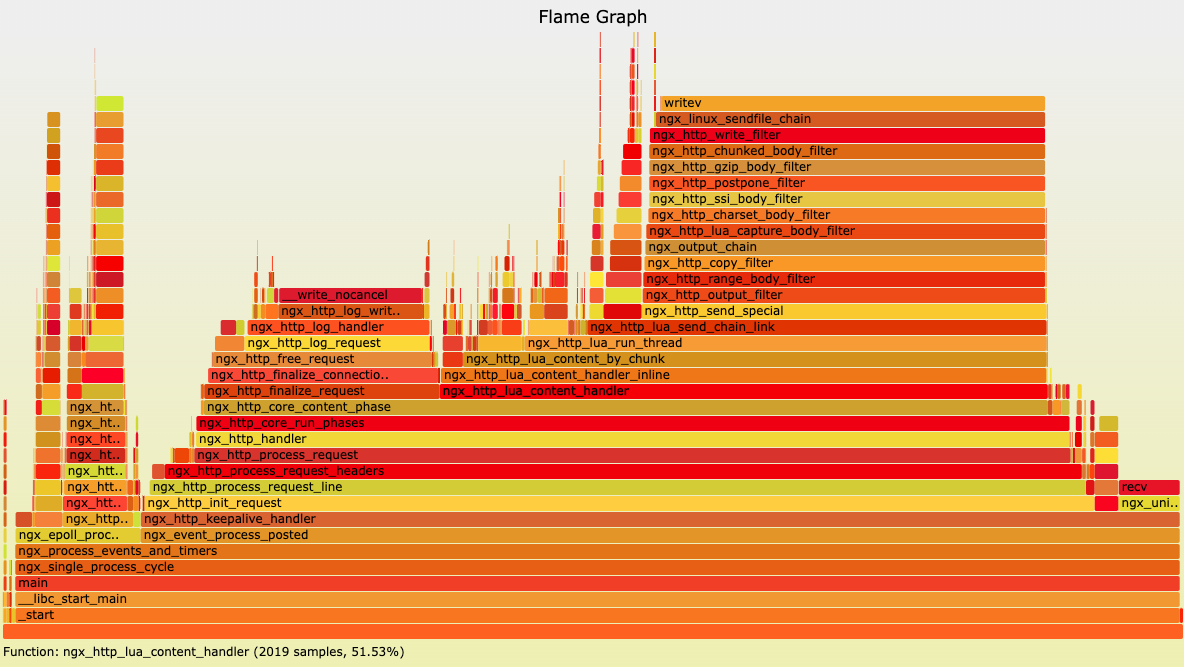 Flame Graph
writev
ngx_linux_sendfile_chain
ngx_http_write_filter
ngx_http_chunked_body_filter
ngx_http_gzip_body_filter
ngx_http_postpone_filter
ngx_http_ssi_body_filter
ngx_http_charset_body_filter
ngx_http_lua_capture_body_filter
ngx_output_chain
ngx_http_copy_filter
ngx_http_range_body_filter
__write_nocancel ngx_http_output_filter
ngx_http_log_writ.. ngx_http_send_special
ngx_http_log_handler ngx_http_lua_send_chain_link
ngx_http_log_request ngx_http_lua_run_thread
ngx_http_free_request ngx_http_lua_content_by_chunk
ngx_http_finalize_connectio.. ngx_http_lua_content_handler_inline
ngx_http_finalize_request ngx_http_lua_content_handler
ngx_ht.. ngx_http_core_content_phase
ngx_ht.. ngx_http_core_run_phases
ngx_ht.. ngx_http_handler
ngx_ht.. ngx_http_process_request
ngx_htt.. ngx_http_process_request_headers
ngx_htt.. ngx_http_process_request_line recv
ngx_htt.. ngx_http_init_request ngx_uni..
ngx_http.. ngx_http_keepalive_handler
ngx_epoll_proc.. ngx_event_process_posted
ngx_process_events_and_timers
ngx_single_process_cycle
main
__libc_start_main
_start
Function: ngx_http_lua_content_handler (2019 samples, 51.53%)